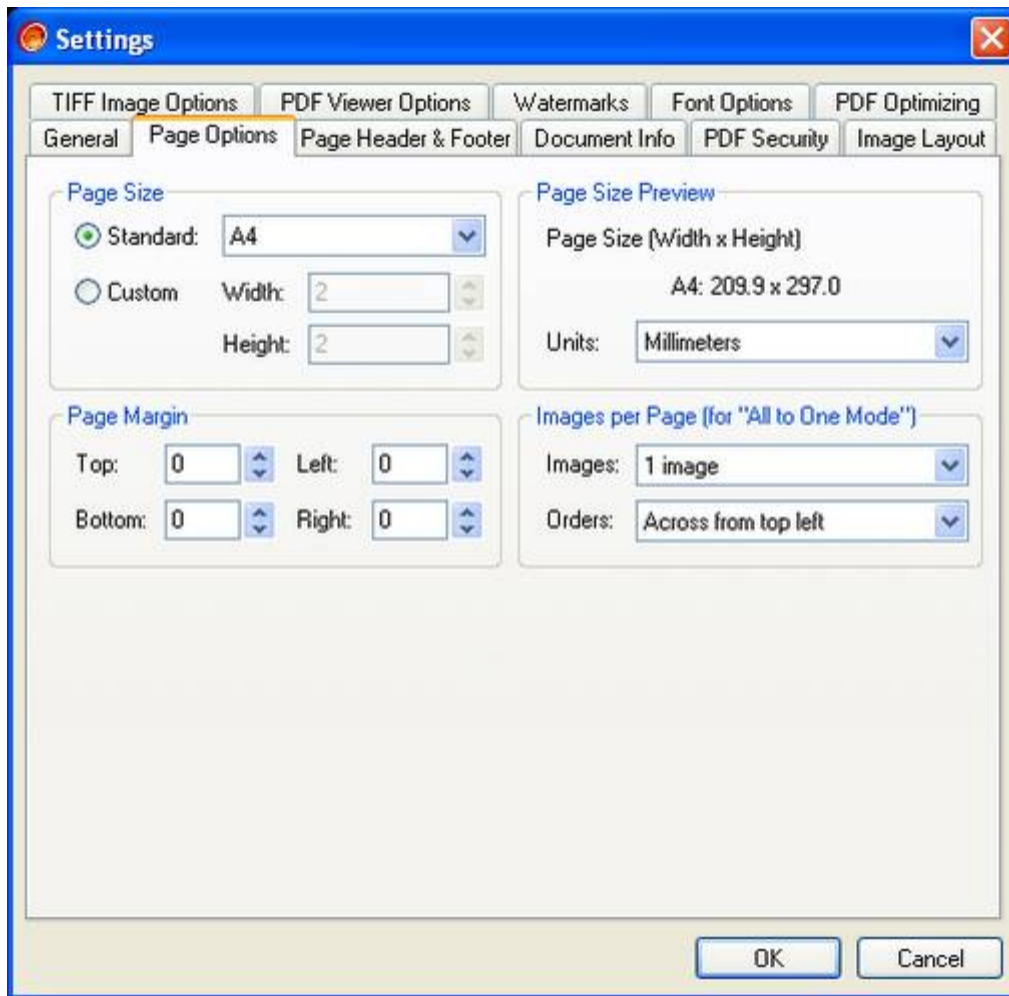 Settings
TIFF Image Options PDF Viewer Options Watermarks Font Options PDF Optimizing
General Page Options Page Header & Footer Document Info PDF Security Image Layout
Page Size
Standard: A4
Custom Width: 2
Height: 2
Page Size Preview
Page Size (Width x Height)
A4: 209.9 x 297.0
Units: Millimeters
Page Margin
Top: 0 Left: 0
Bottom: 0 Right: 0
Images per Page (for "All to One Mode")
Images: 1 image
Orders: Across from top left
OK Cancel